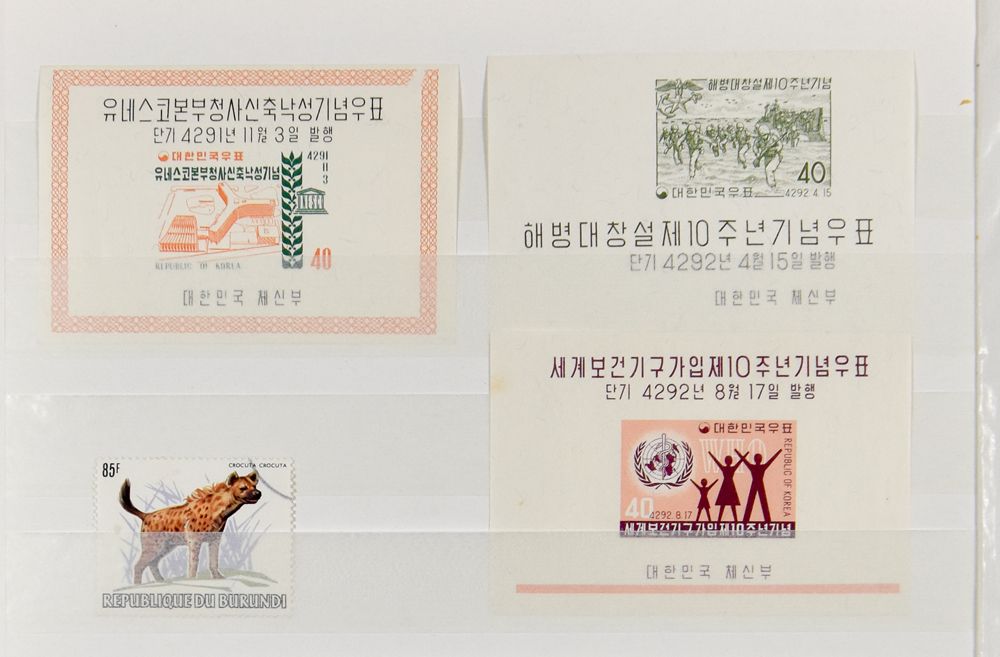 유네스코본부청사신축낙성기념우표
단기 4291년 11월 3일 발행
대한민국우표
유네스코본부청사신축낙성기념
4291
11
3
UNESCO
REPUBLIC OF KOREA
40
대한민국 체신부
해병대창설제10주년기념
40
대한민국우표
4292.4.15
해병대창설제10주년기념우표
단기 4292년 4월 15일 발행
대한민국 체신부
세계보건기구가입제10주년기념우표
단기 4292년 8월 17일 발행
대한민국우표
WHO
REPUBLIC OF KOREA
40
4292.8.17
세계보건기구가입제10주년기념
대한민국 체신부
85F
CROCUTA CROCUTA
REPUBLIQUE DU BURUNDI